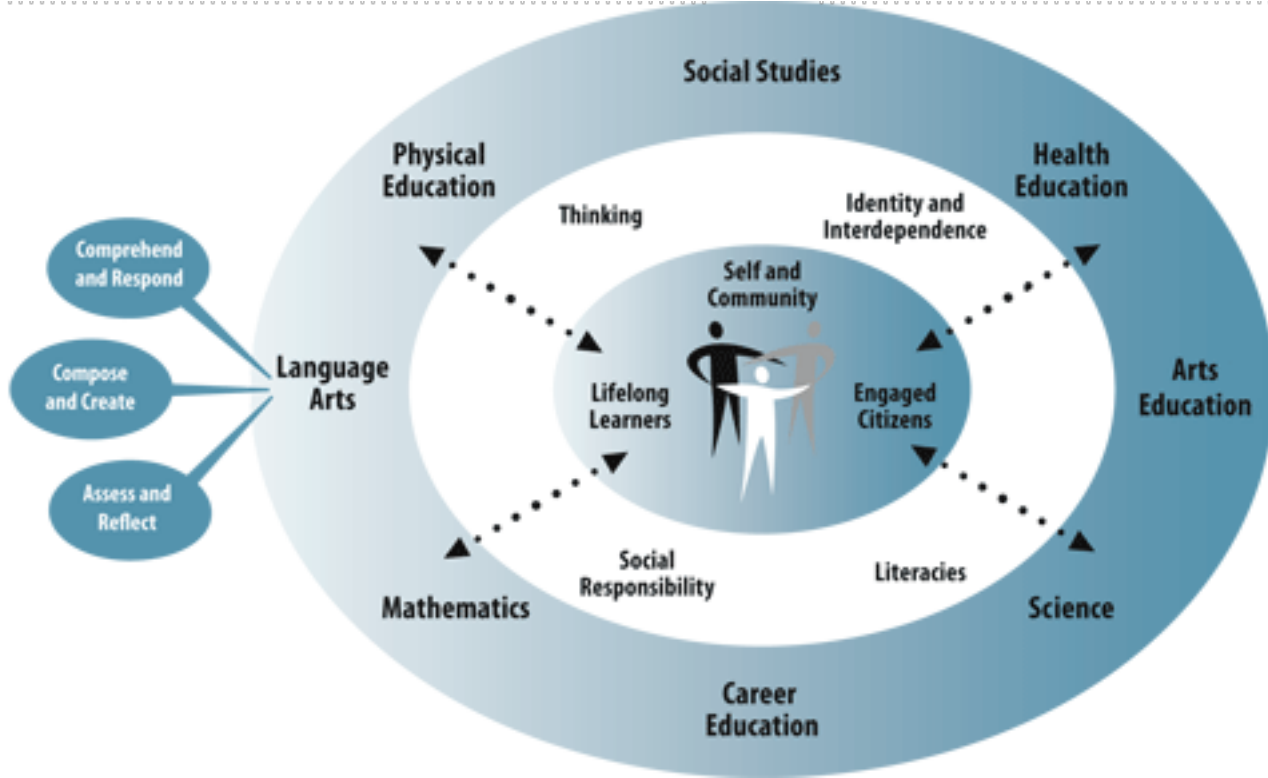 Social Studies
Physical
Education
Health
Education
Thinking
Identity and
Interdependence
Comprehend
and Respond
Self and
Community
Compose
and Create
Language
Arts
Lifelong
Learners
Engaged
Citizens
Arts
Education
Assess and
Reflect
Social
Responsibility
Literacies
Mathematics
Science
Career
Education